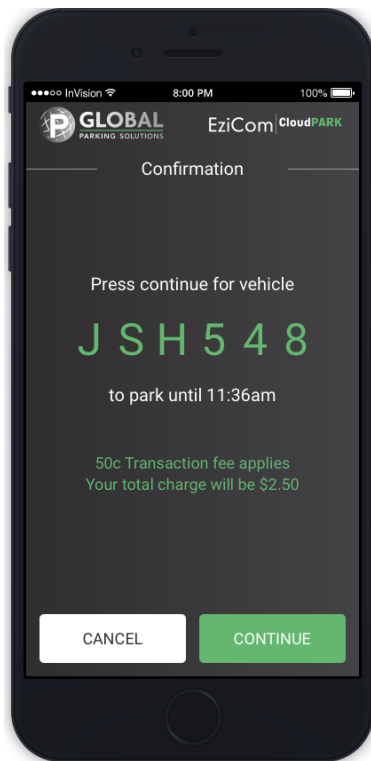 InVision 8:00 PM 100%
P GLOBAL PARKING SOLUTIONS EziCom CloudPARK
Confirmation
Press continue for vehicle
JSH548
to park until 11:36am
50c Transaction fee applies
Your total charge will be $2.50
CANCEL CONTINUE